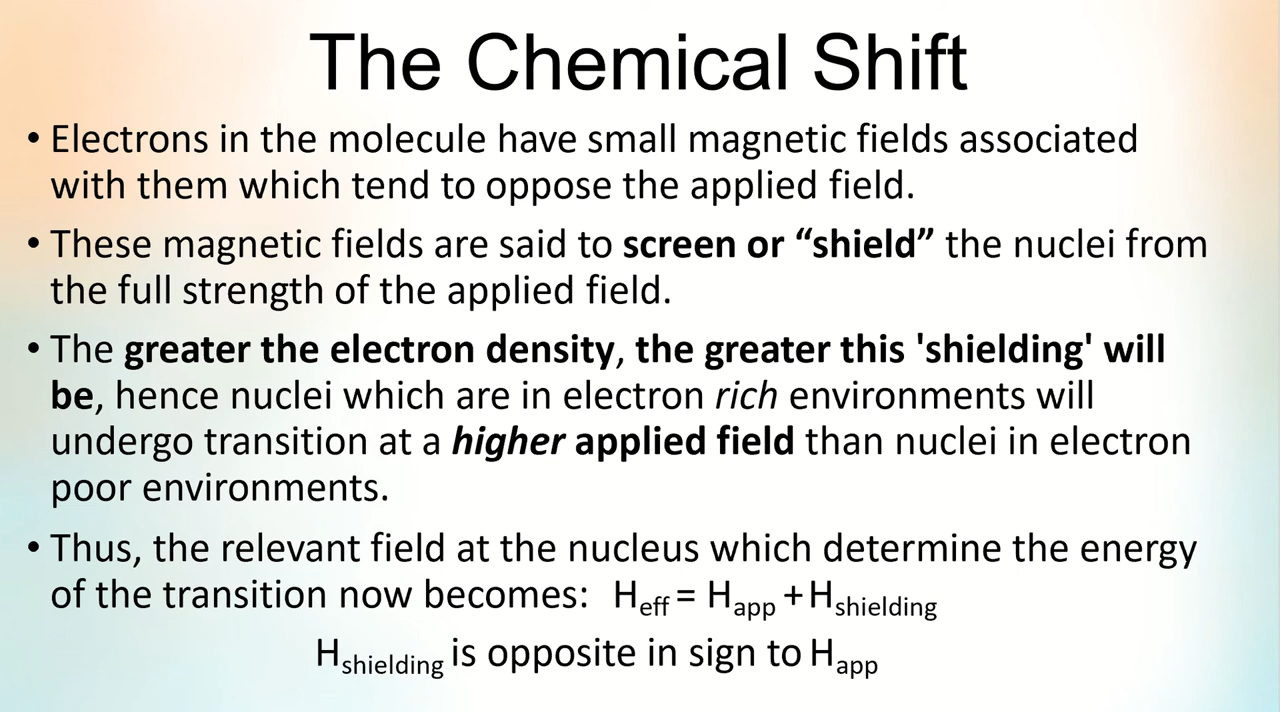 The Chemical Shift
• Electrons in the molecule have small magnetic fields associated
with them which tend to oppose the applied field.
• These magnetic fields are said to screen or “shield” the nuclei from
the full strength of the applied field.
• The greater the electron density, the greater this 'shielding' will
be, hence nuclei which are in electron rich environments will
undergo transition at a higher applied field than nuclei in electron
poor environments.
• Thus, the relevant field at the nucleus which determine the energy
of the transition now becomes: Heff = Happ + Hshielding
Hshielding is opposite in sign to Happ